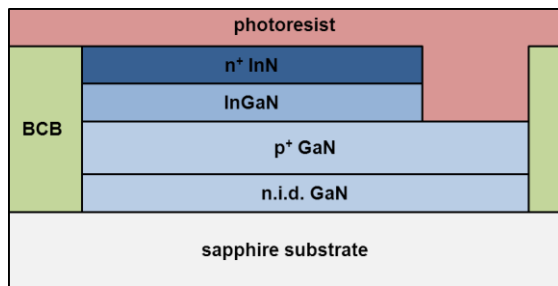 photoresist
n⁺ InN
InGaN
BCB
p⁺ GaN
n.i.d. GaN
sapphire substrate